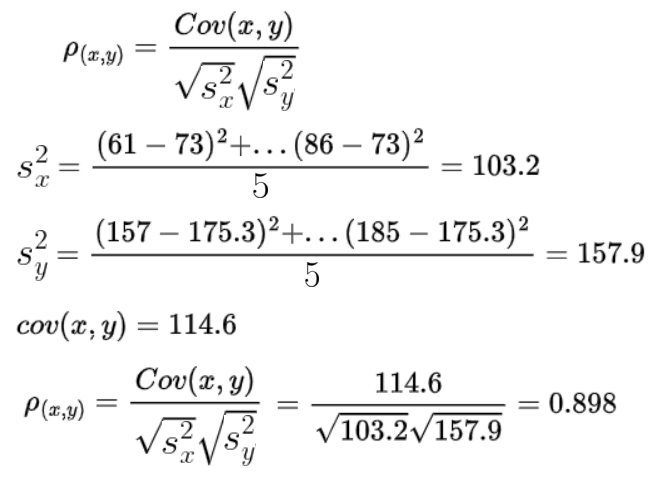 ρ(x,y) = Cov(x, y) / √s²x √s²y
s²x = (61 − 73)²+… (86 − 73)² / 5 = 103.2
s²y = (157 − 175.3)²+… (185 − 175.3)² / 5 = 157.9
cov(x, y) = 114.6
ρ(x,y) = Cov(x, y) / √s²x √s²y = 114.6 / √103.2 √157.9 = 0.898